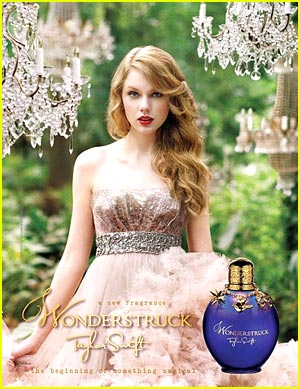 a new fragrance
WONDERSTRUCK
Taylor Swift
the beginning of something magical
WONDERSTRUCK
Taylor Swift